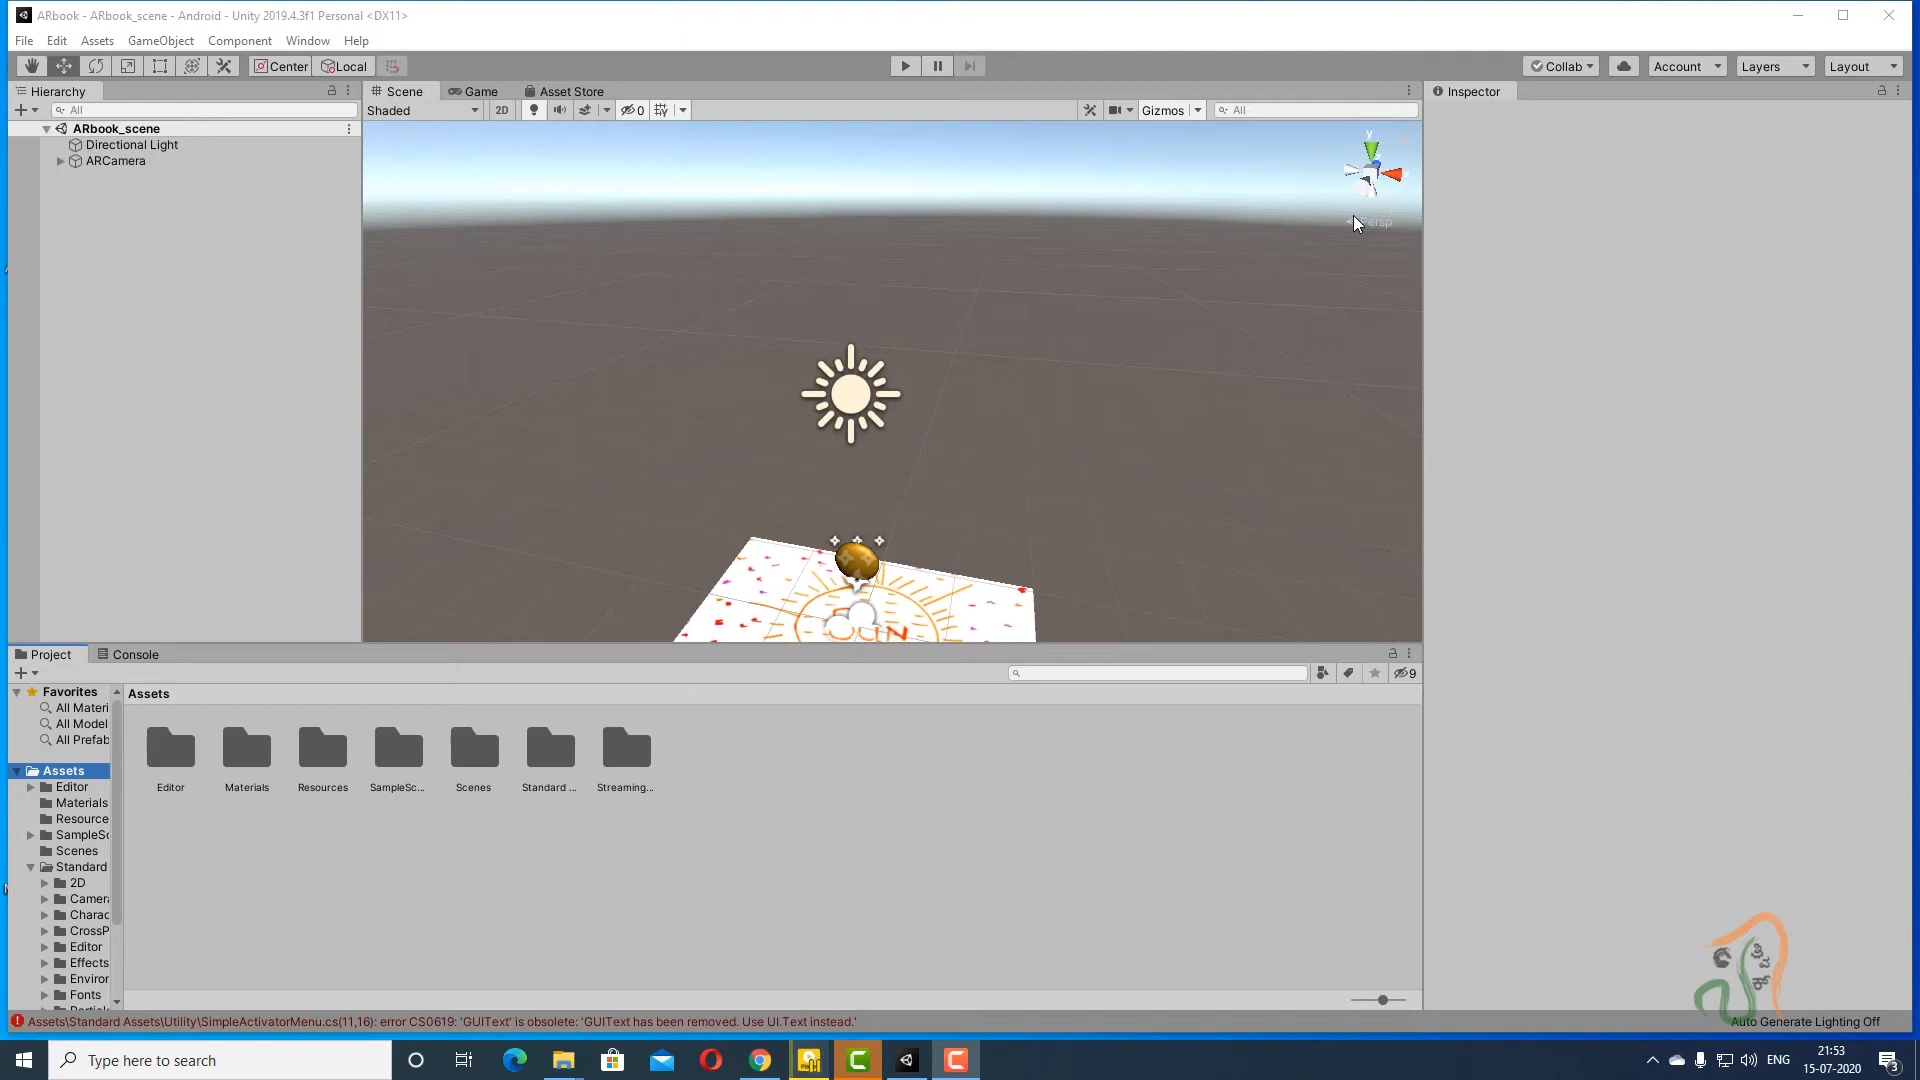 ARbook - ARbook_scene - Android - Unity 2019.4.3f1 Personal <DX11>
File Edit Assets GameObject Component Window Help
Center Local Collab Account Layers Layout
Hierarchy
All
ARbook_scene
Directional Light
ARCamera
Scene Game Asset Store
Shaded 2D 0 Gizmos All
y
Persp
SUN
Inspector
Project Console
9
Favorites
All Materi
All Model
All Prefab
Assets
Editor
Materials
Resource
SampleSc
Scenes
Standard
2D
Camera
Charac
CrossP
Editor
Effects
Enviror
Fonts
Assets
Editor Materials Resources SampleSc... Scenes Standard ... Streaming...
Assets\Standard Assets\Utility\SimpleActivatorMenu.cs(11,16): error CS0619: 'GUIText' is obsolete: 'GUIText has been removed. Use UI.Text instead.'
Auto Generate Lighting Off
Type here to search
ENG
21:53
15-07-2020
3